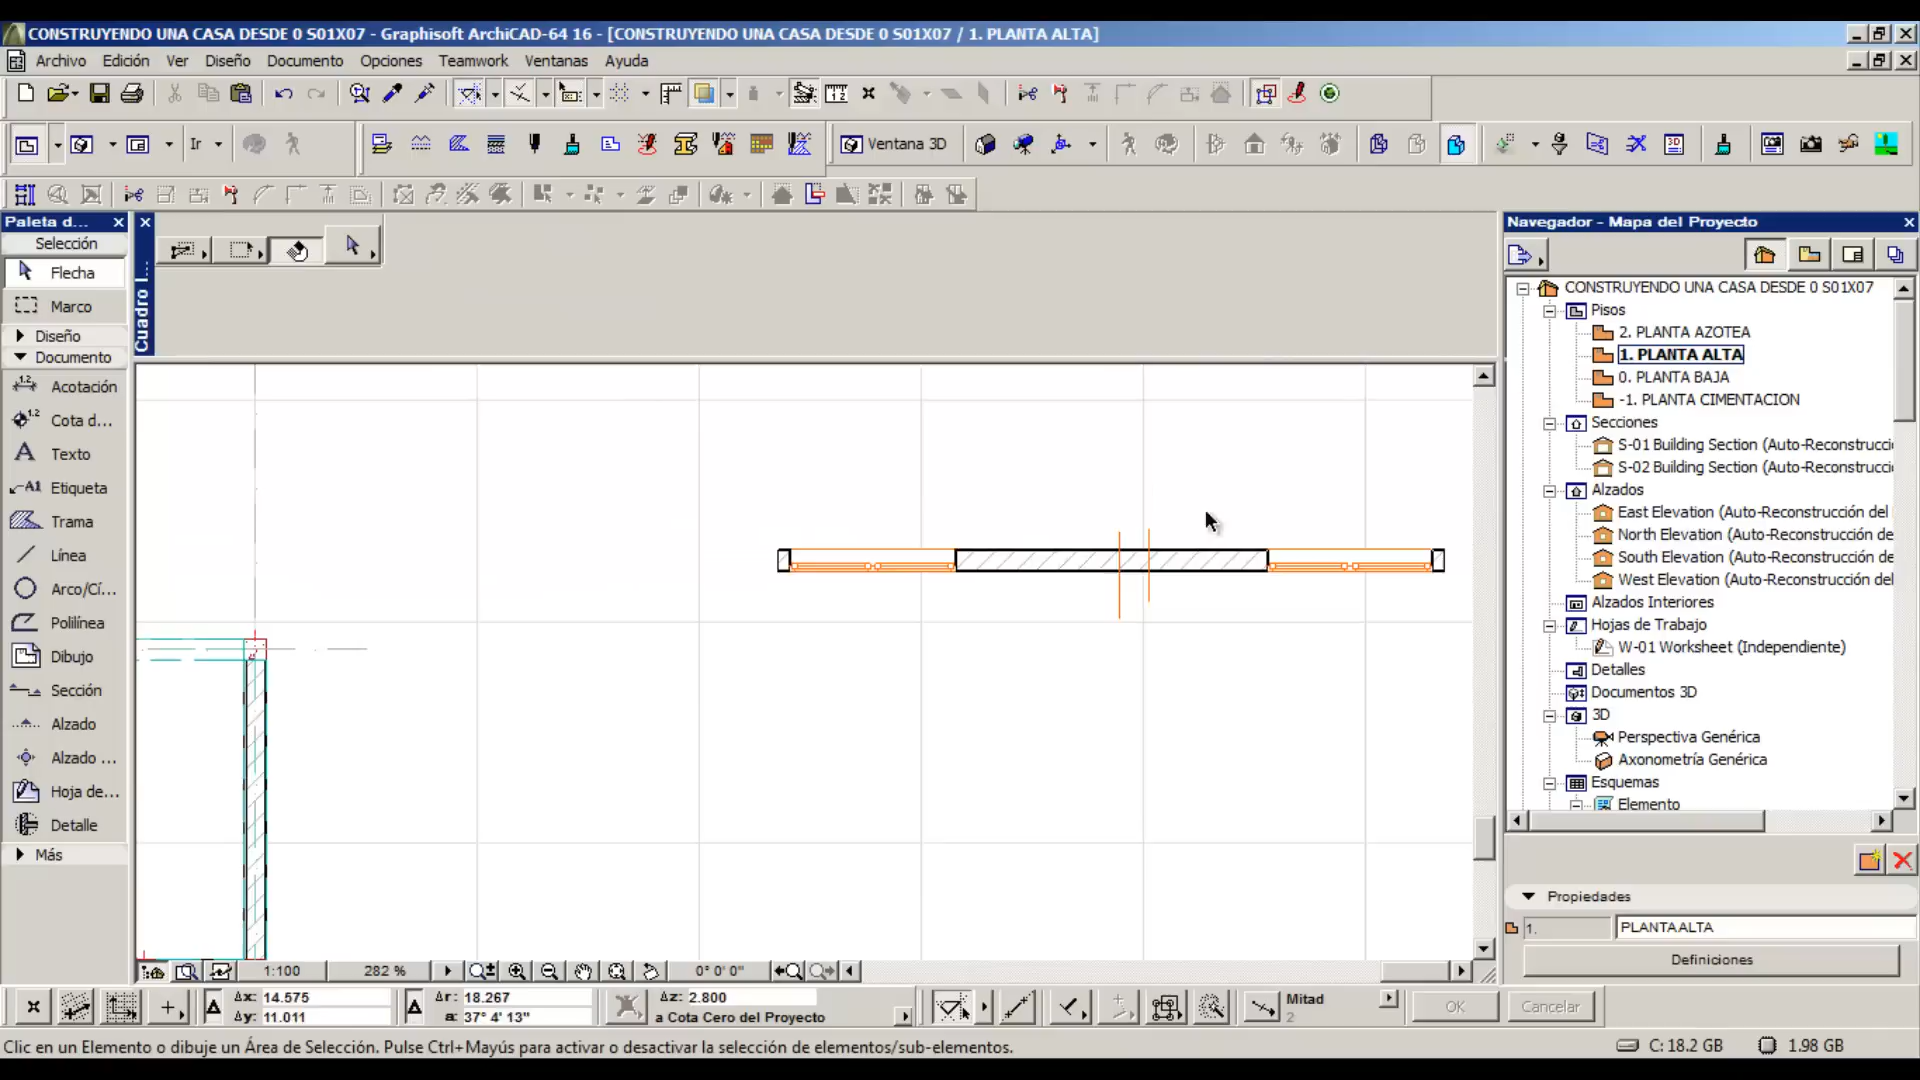 CONSTRUYENDO UNA CASA DESDE 0 S01X07 - Graphisoft ArchiCAD-64 16 - [CONSTRUYENDO UNA CASA DESDE 0 S01X07 / 1. PLANTA ALTA]
Archivo Edición Ver Diseño Documento Opciones Teamwork Ventanas Ayuda
Ir
Ventana 3D
Paleta d...
Selección
Flecha
Marco
Diseño
Documento
Acotación
Cota d...
Texto
Etiqueta
Trama
Línea
Arco/Cí...
Polilínea
Dibujo
Sección
Alzado
Alzado ...
Hoja de...
Detalle
Más
Cuadro I...
Navegador - Mapa del Proyecto
CONSTRUYENDO UNA CASA DESDE 0 S01X07
Pisos
2. PLANTA AZOTEA
1. PLANTA ALTA
0. PLANTA BAJA
-1. PLANTA CIMENTACION
Secciones
S-01 Building Section (Auto-Reconstrucci
S-02 Building Section (Auto-Reconstrucci
Alzados
East Elevation (Auto-Reconstrucción del
North Elevation (Auto-Reconstrucción de
South Elevation (Auto-Reconstrucción de
West Elevation (Auto-Reconstrucción del
Alzados Interiores
Hojas de Trabajo
W-01 Worksheet (Independiente)
Detalles
Documentos 3D
3D
Perspectiva Genérica
Axonometría Genérica
Esquemas
Elemento
Propiedades
1. PLANTA ALTA
Definiciones
1:100 282 % 0° 0' 0"
Δx: 14.575
Δy: 11.011
Δr: 18.267
a: 37° 4' 13"
Δz: 2.800
a Cota Cero del Proyecto
Mitad
2
OK
Cancelar
Clic en un Elemento o dibuje un Área de Selección. Pulse Ctrl+Mayús para activar o desactivar la selección de elementos/sub-elementos.
C: 18.2 GB 1.98 GB